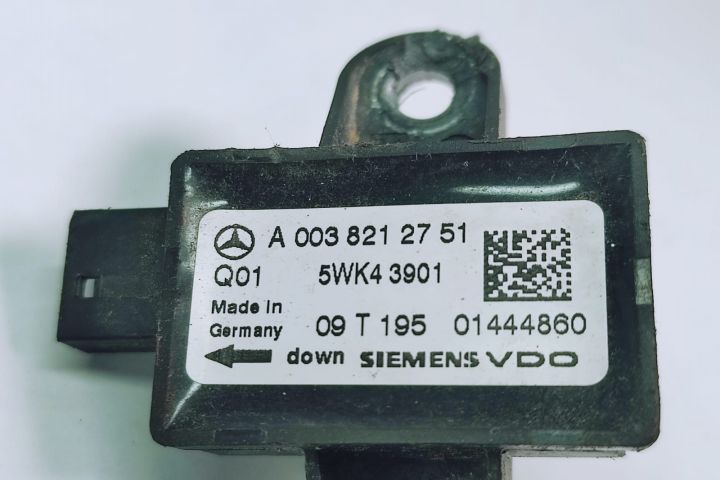 A 003 821 27 51
Q01 5WK4 3901
Made in
Germany 09 T 195 01444860
down SIEMENS VDO